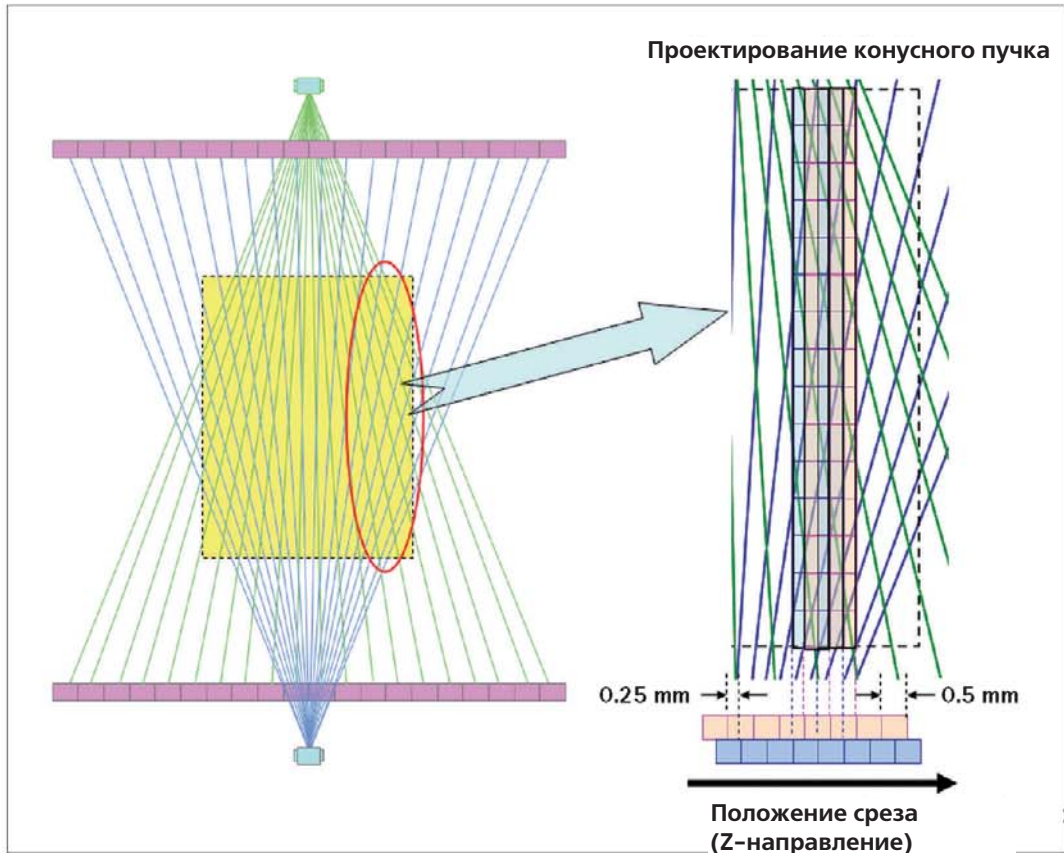 Проектирование конусного пучка
0.25 mm
0.5 mm
Положение среза
(Z-направление)